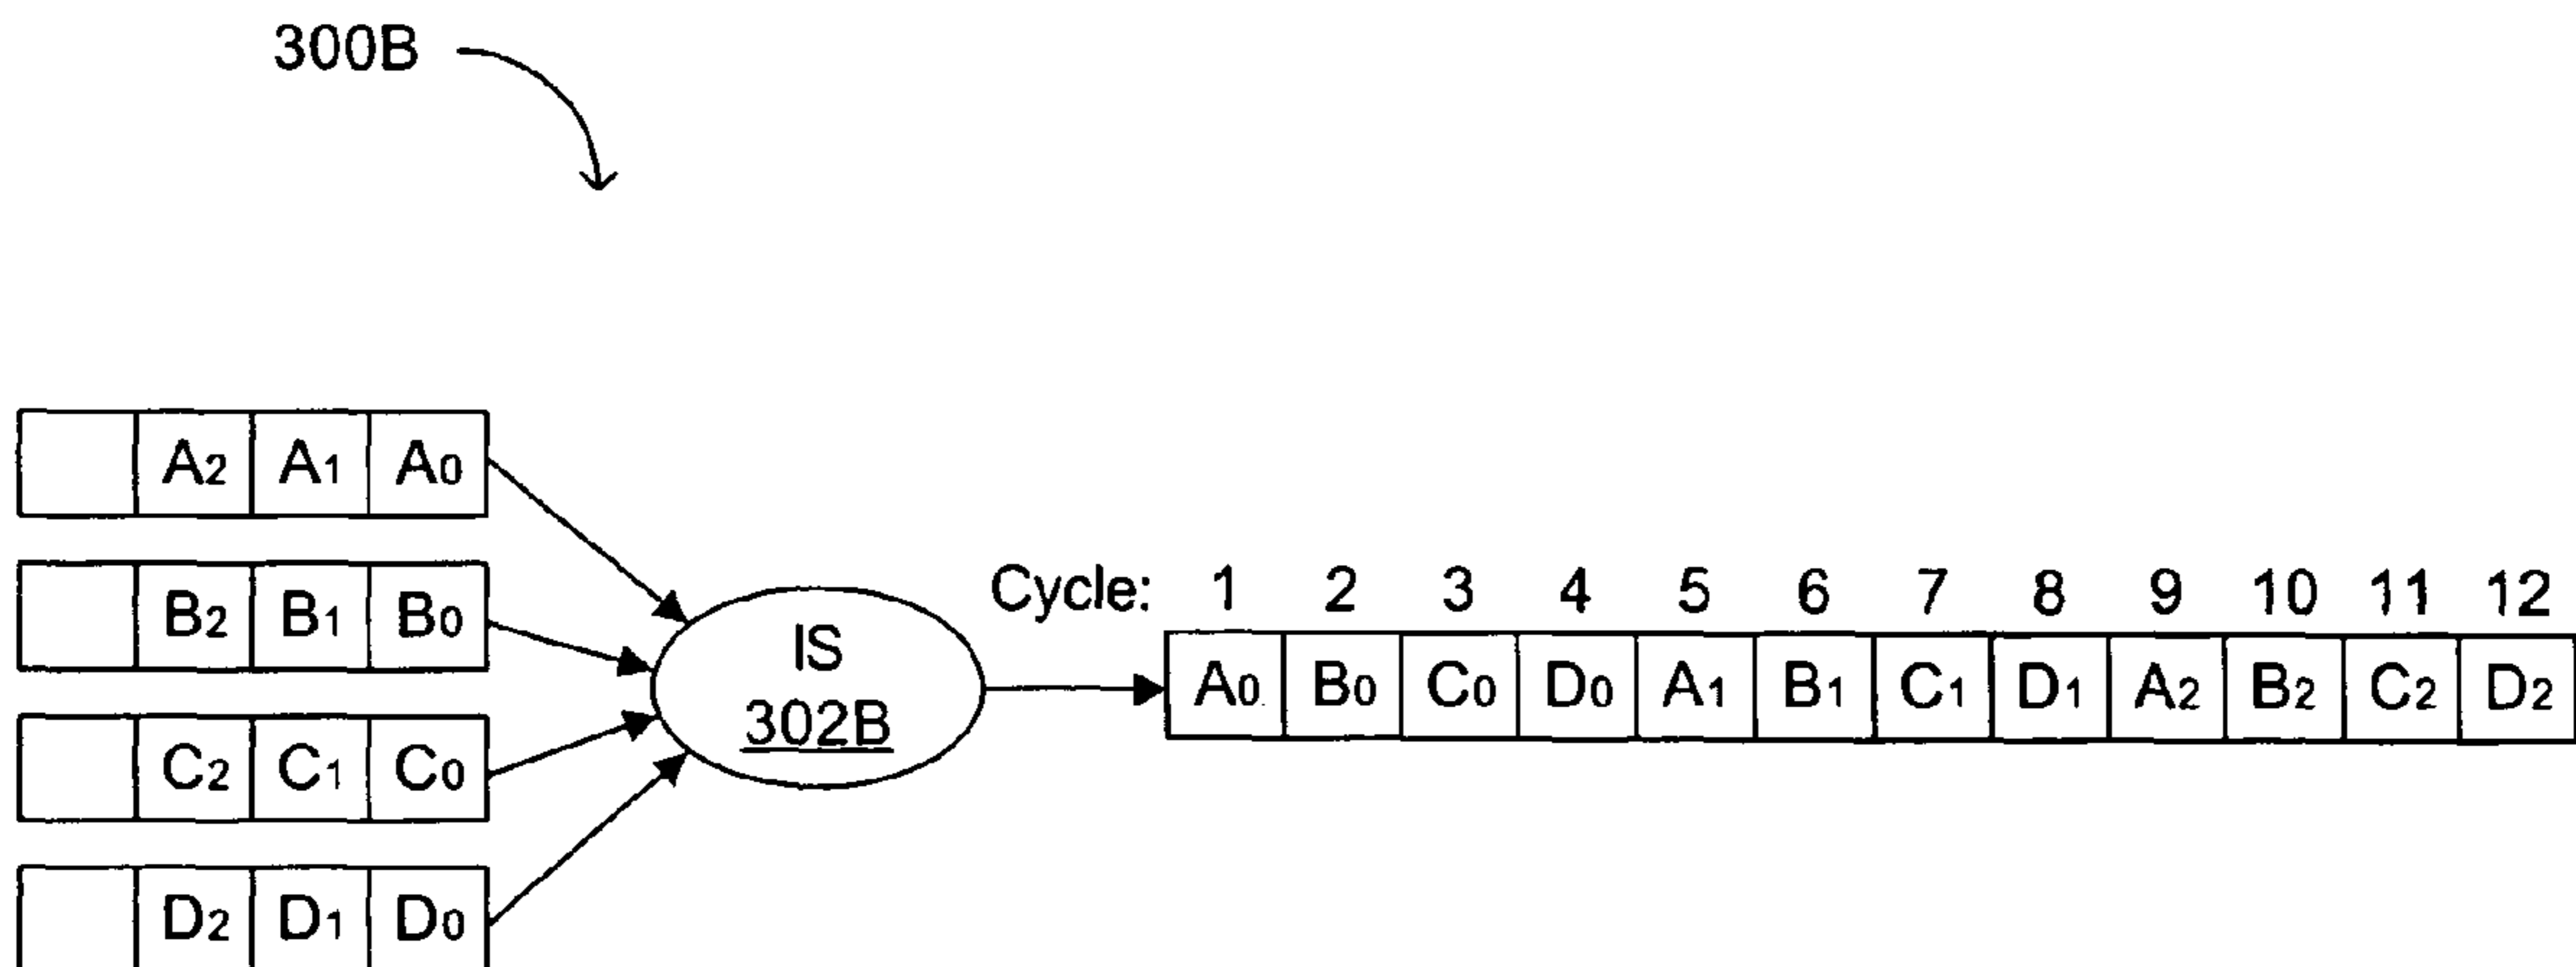 300B
A2 A1 A0
B2 B1 B0
C2 C1 C0
D2 D1 D0
IS
302B
Cycle: 1 2 3 4 5 6 7 8 9 10 11 12
A0 B0 C0 D0 A1 B1 C1 D1 A2 B2 C2 D2